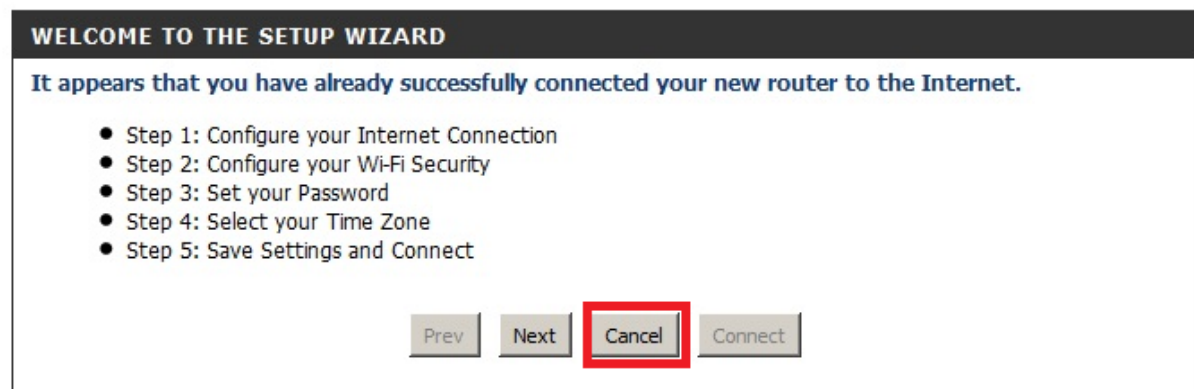 WELCOME TO THE SETUP WIZARD
It appears that you have already successfully connected your new router to the Internet.
Step 1: Configure your Internet Connection
Step 2: Configure your Wi-Fi Security
Step 3: Set your Password
Step 4: Select your Time Zone
Step 5: Save Settings and Connect
Prev Next Cancel Connect